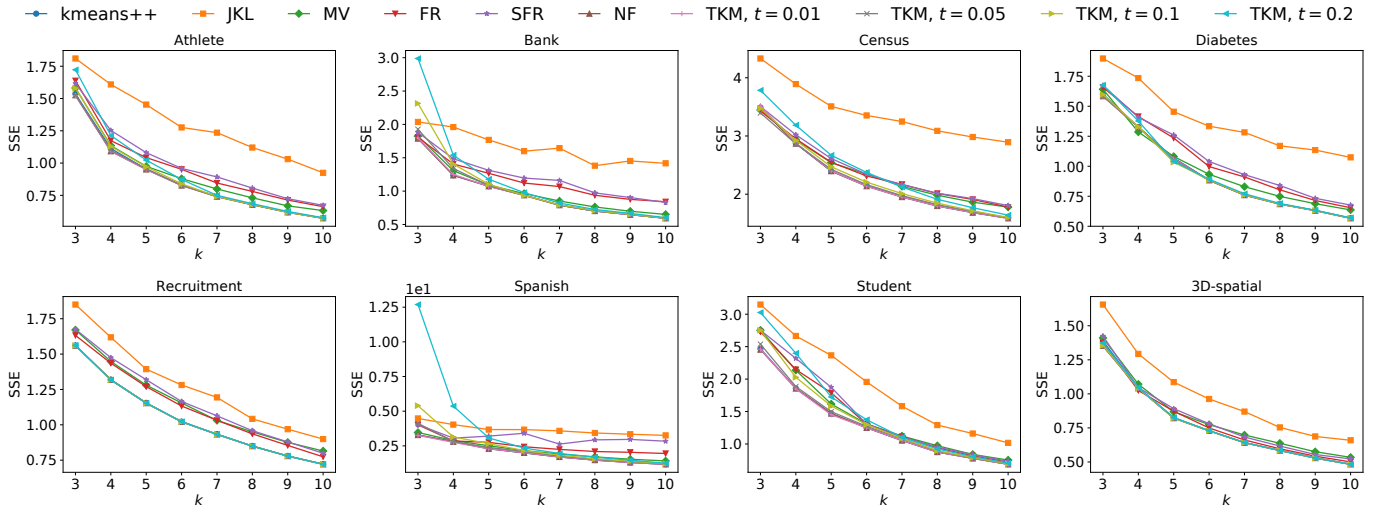 kmeans++ JKL MV FR SFR NF TKM, t = 0.01 TKM, t = 0.05 TKM, t = 0.1 TKM, t = 0.2
Athlete Bank Census Diabetes
SSE
1.75
1.50
1.25
1.00
0.75
3 4 5 6 7 8 9 10
k
SSE
3.0
2.5
2.0
1.5
1.0
0.5
3 4 5 6 7 8 9 10
k
SSE
4
3
2
3 4 5 6 7 8 9 10
k
SSE
1.75
1.50
1.25
1.00
0.75
0.50
3 4 5 6 7 8 9 10
k
Recruitment Spanish Student 3D-spatial
SSE
1.75
1.50
1.25
1.00
0.75
3 4 5 6 7 8 9 10
k
1e1
SSE
1.25
1.00
0.75
0.50
0.25
3 4 5 6 7 8 9 10
k
SSE
3.0
2.5
2.0
1.5
1.0
3 4 5 6 7 8 9 10
k
SSE
1.50
1.25
1.00
0.75
0.50
3 4 5 6 7 8 9 10
k